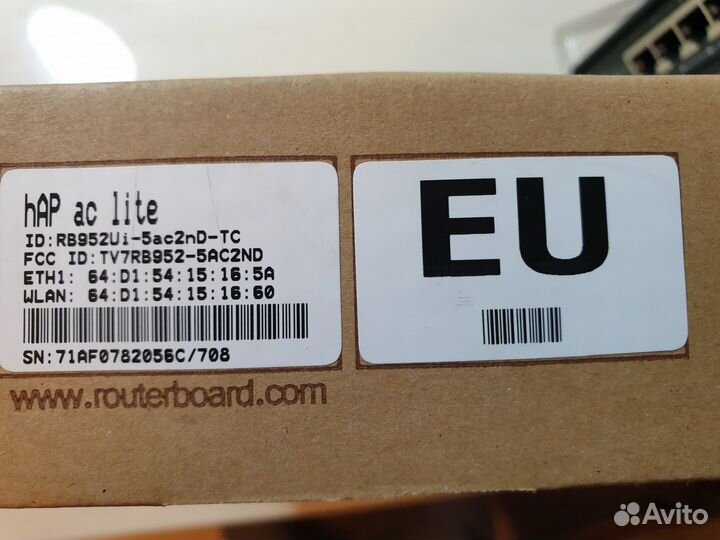 hAP ac lite
ID:RB952Ui-5ac2nD-TC
FCC ID:TV7RB952-5AC2ND
ETH1: 64:D1:54:15:16:5A
WLAN: 64:D1:54:15:16:60
SN:71AF0782056C/708
EU
www.routerboard.com
Avito